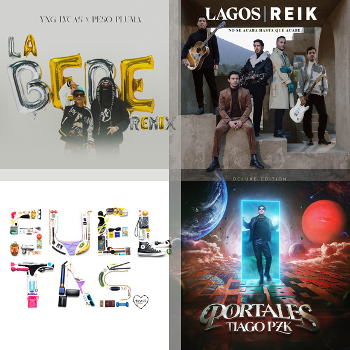 YNG LVCAS X PESO PLUMA
LA
BEBE
REMIX
LAGOS | REIK
NO SE ACABA HASTA QUE ACABE
DELUXE EDITION
PORTALES
TIAGO PZK